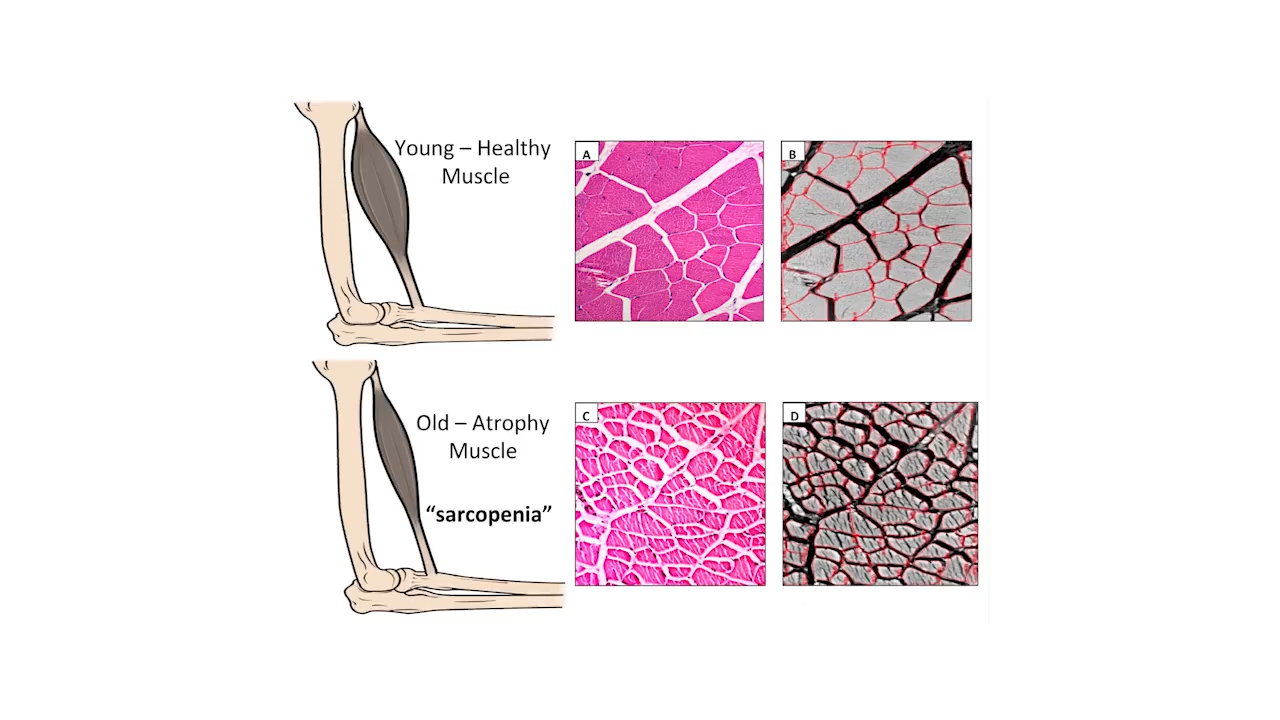 Young – Healthy
Muscle
A
B
Old – Atrophy
Muscle
“sarcopenia”
C
D